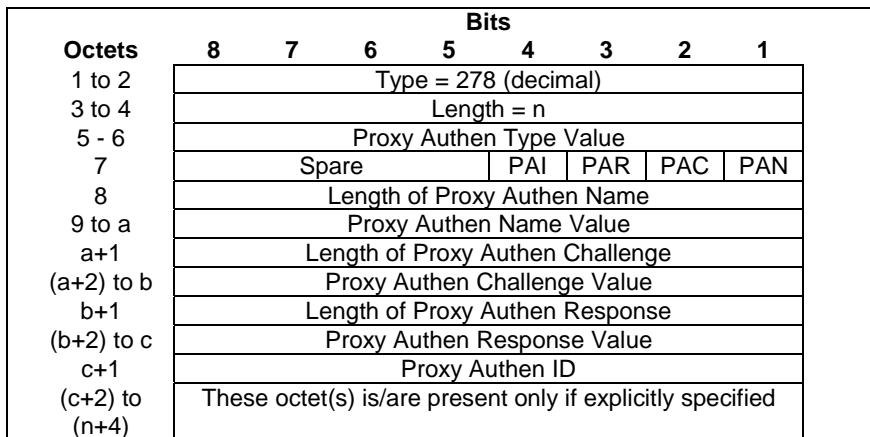 Bits
Octets 8 7 6 5 4 3 2 1
1 to 2 Type = 278 (decimal)
3 to 4 Length = n
5 - 6 Proxy Authen Type Value
7 Spare PAI PAR PAC PAN
8 Length of Proxy Authen Name
9 to a Proxy Authen Name Value
a+1 Length of Proxy Authen Challenge
(a+2) to b Proxy Authen Challenge Value
b+1 Length of Proxy Authen Response
(b+2) to c Proxy Authen Response Value
c+1 Proxy Authen ID
(c+2) to These octet(s) is/are present only if explicitly specified
(n+4)